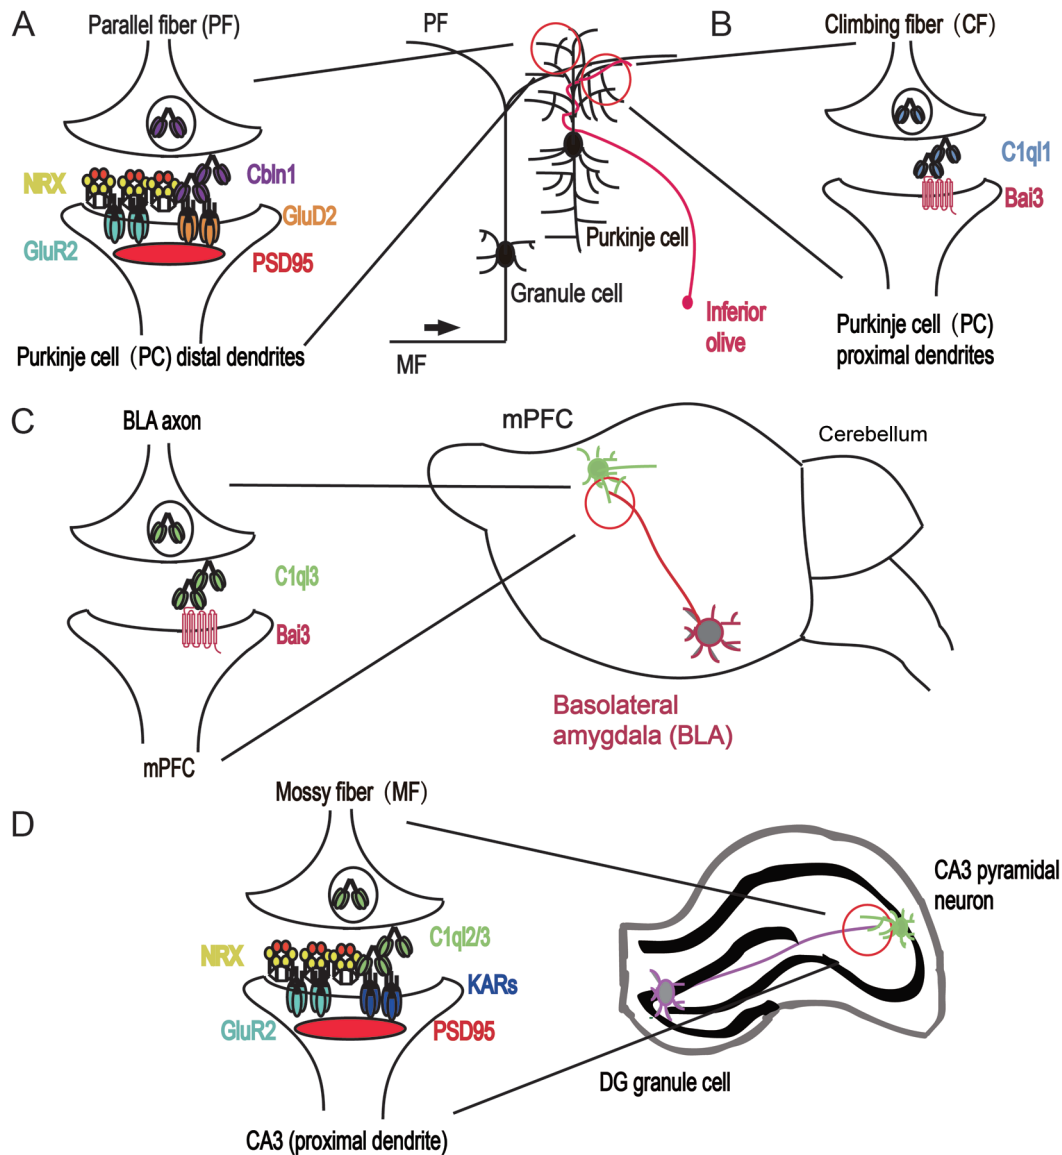 A
Parallel fiber (PF)
NRX
Cbln1
GluD2
GluR2
PSD95
Purkinje cell（PC) distal dendrites
PF
Purkinje cell
Granule cell
MF
Inferior
olive
B
Climbing fiber（CF)
C1ql1
Bai3
Purkinje cell（PC)
proximal dendrites
C
BLA axon
C1ql3
Bai3
mPFC
mPFC
Cerebellum
Basolateral
amygdala (BLA)
D
Mossy fiber（MF)
NRX
C1ql2/3
KARs
GluR2
PSD95
CA3 (proximal dendrite)
CA3 pyramidal
neuron
DG granule cell